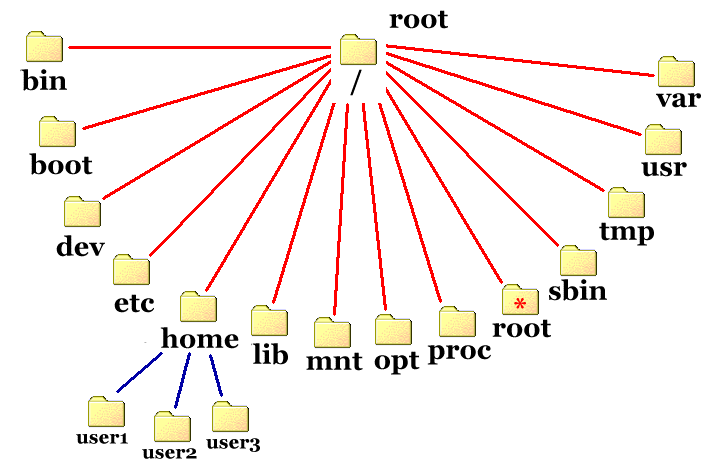 root
/
bin
var
boot
usr
dev
tmp
etc
sbin
home
lib
mnt
opt
proc
*
root
user1
user2
user3